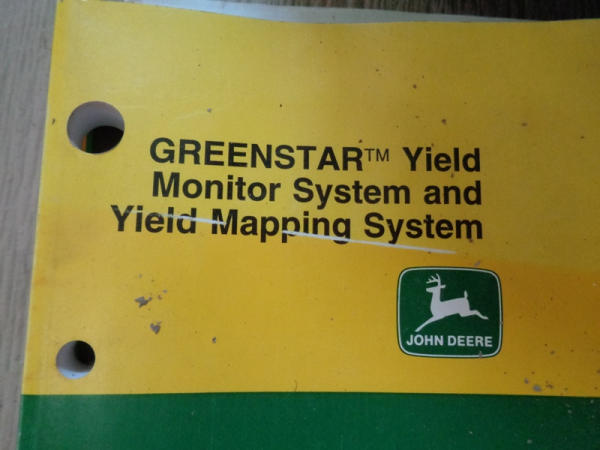 GREENSTAR™ Yield
Monitor System and
Yield Mapping System
JOHN DEERE